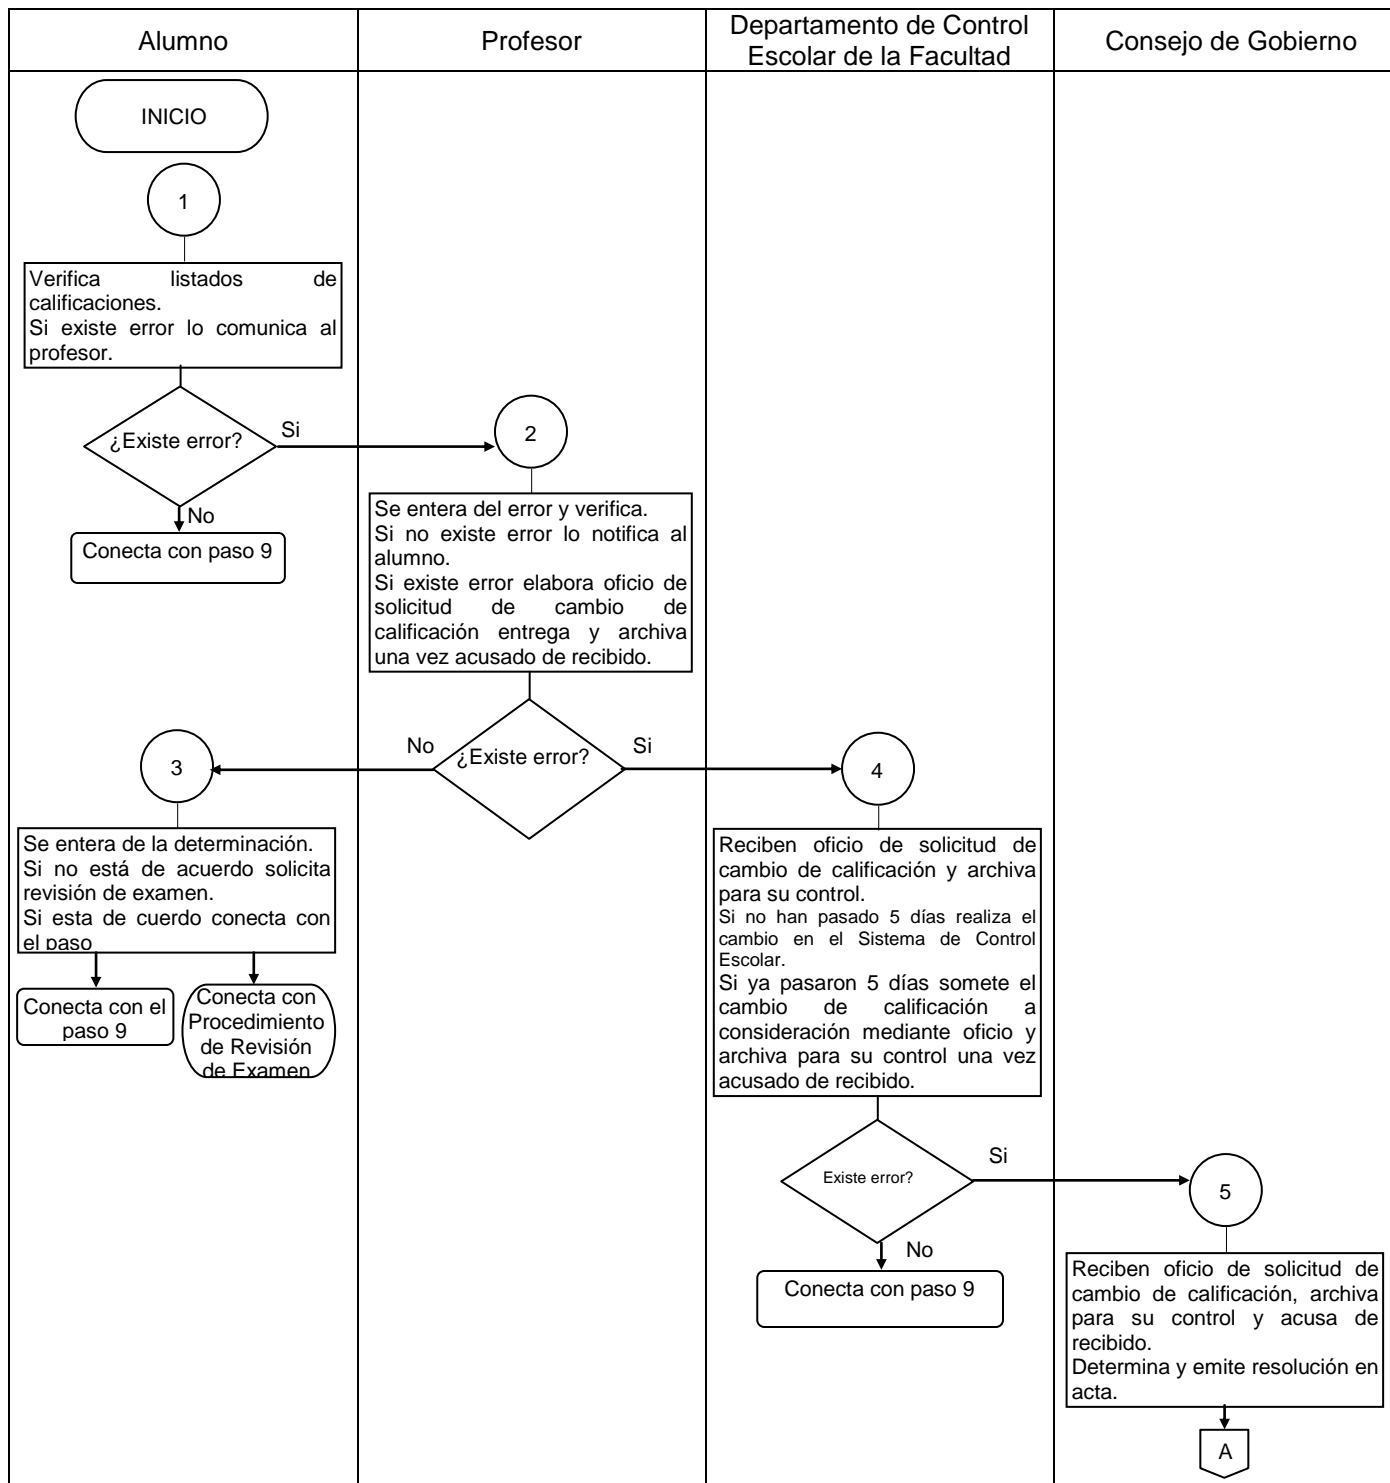 Alumno
Profesor
Departamento de Control
Escolar de la Facultad
Consejo de Gobierno
INICIO
1
Verifica listados de
calificaciones.
Si existe error lo comunica al
profesor.
¿Existe error?
Si
No
Conecta con paso 9
2
Se entera del error y verifica.
Si no existe error lo notifica al
alumno.
Si existe error elabora oficio de
solicitud de cambio de
calificación entrega y archiva
una vez acusado de recibido.
¿Existe error?
No
Si
3
Se entera de la determinación.
Si no está de acuerdo solicita
revisión de examen.
Si esta de cuerdo conecta con
el paso
Conecta con el
paso 9
Conecta con
Procedimiento
de Revisión
de Examen
4
Reciben oficio de solicitud de
cambio de calificación y archiva
para su control.
Si no han pasado 5 días realiza el
cambio en el Sistema de Control
Escolar.
Si ya pasaron 5 días somete el
cambio de calificación a
consideración mediante oficio y
archiva para su control una vez
acusado de recibido.
Existe error?
Si
No
Conecta con paso 9
5
Reciben oficio de solicitud de
cambio de calificación, archiva
para su control y acusa de
recibido.
Determina y emite resolución en
acta.
A